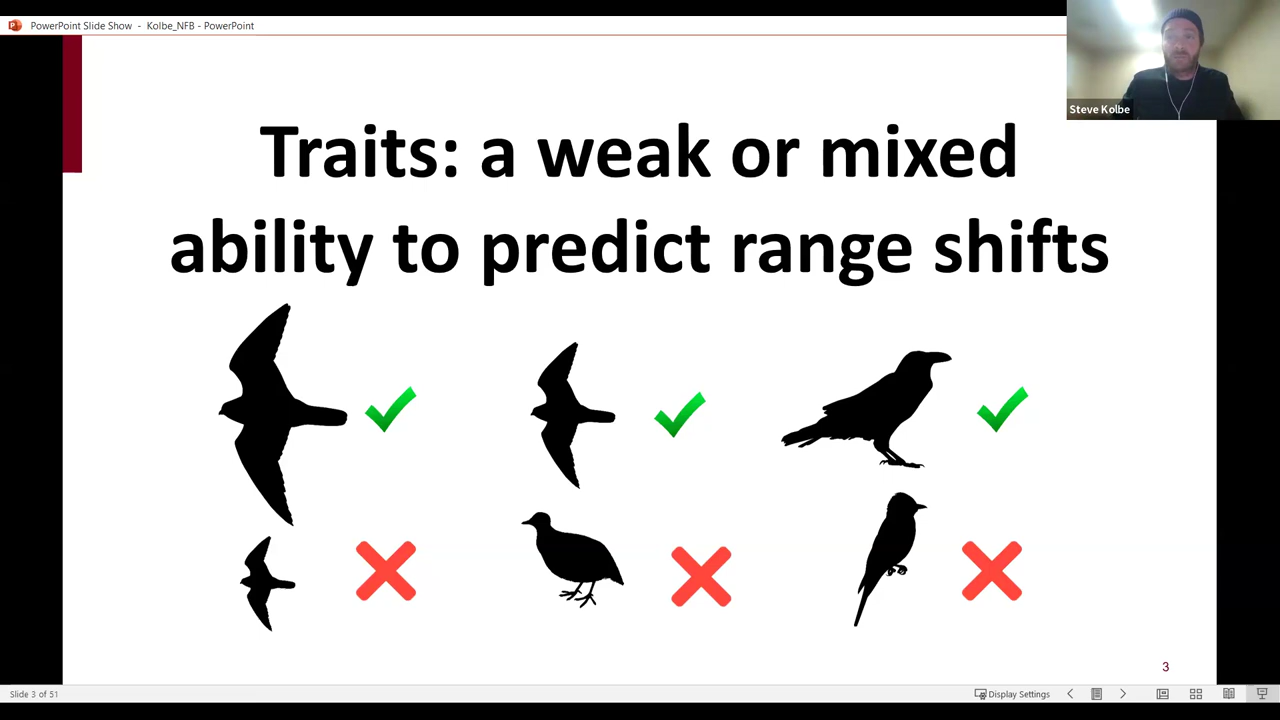 PowerPoint Slide Show - Kolbe_NFB - PowerPoint
Steve Kolbe
Traits: a weak or mixed
ability to predict range shifts
3
Slide 3 of 51
Display Settings